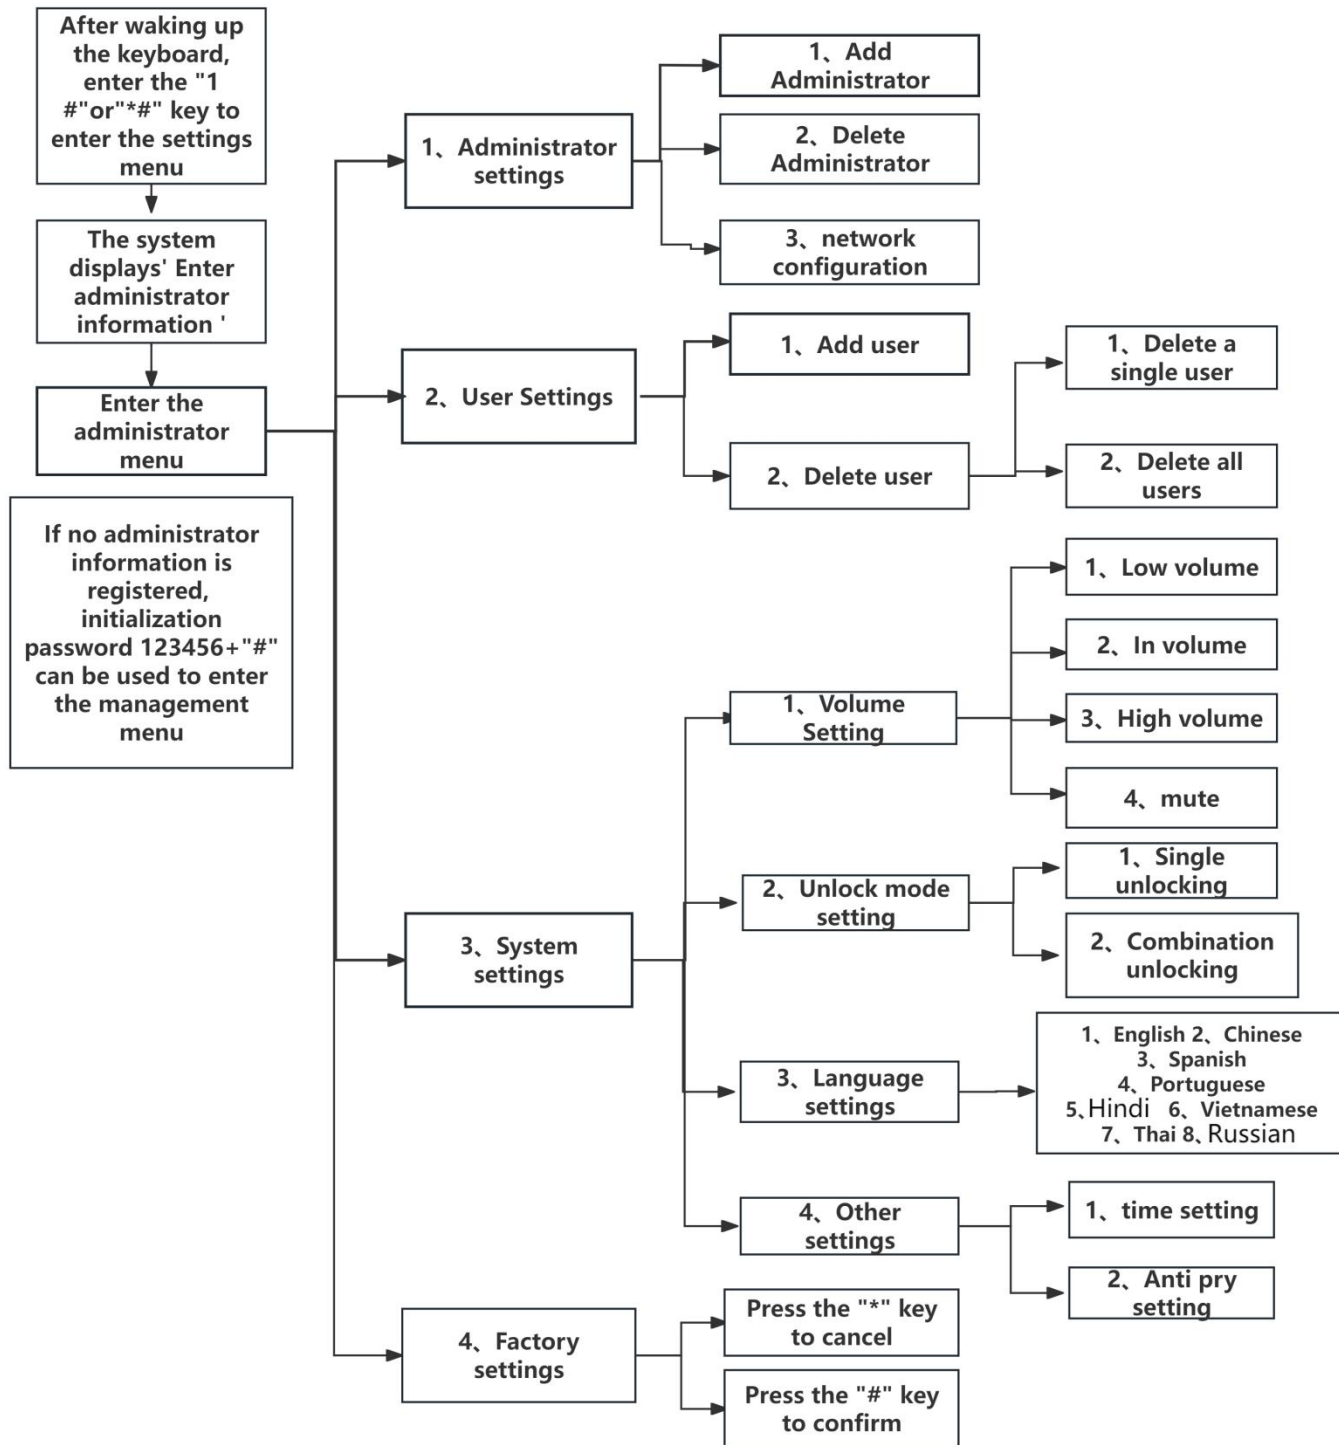 After waking up
the keyboard,
enter the "1
#"or"*#" key to
enter the settings
menu
The system
displays' Enter
administrator
information '
Enter the
administrator
menu
If no administrator
information is
registered,
initialization
password 123456+"#"
can be used to enter
the management
menu
1、Administrator
settings
1、Add
Administrator
2、Delete
Administrator
3、network
configuration
2、User Settings
1、Add user
2、Delete user
1、Delete a
single user
2、Delete all
users
3、System
settings
1、Volume
Setting
1、Low volume
2、In volume
3、High volume
4、mute
2、Unlock mode
setting
1、Single
unlocking
2、Combination
unlocking
3、Language
settings
1、English 2、Chinese
3、Spanish
4、Portuguese
5、Hindi 6、Vietnamese
7、Thai 8、Russian
4、Other
settings
1、time setting
2、Anti pry
setting
4、Factory
settings
Press the "*" key
to cancel
Press the "#" key
to confirm